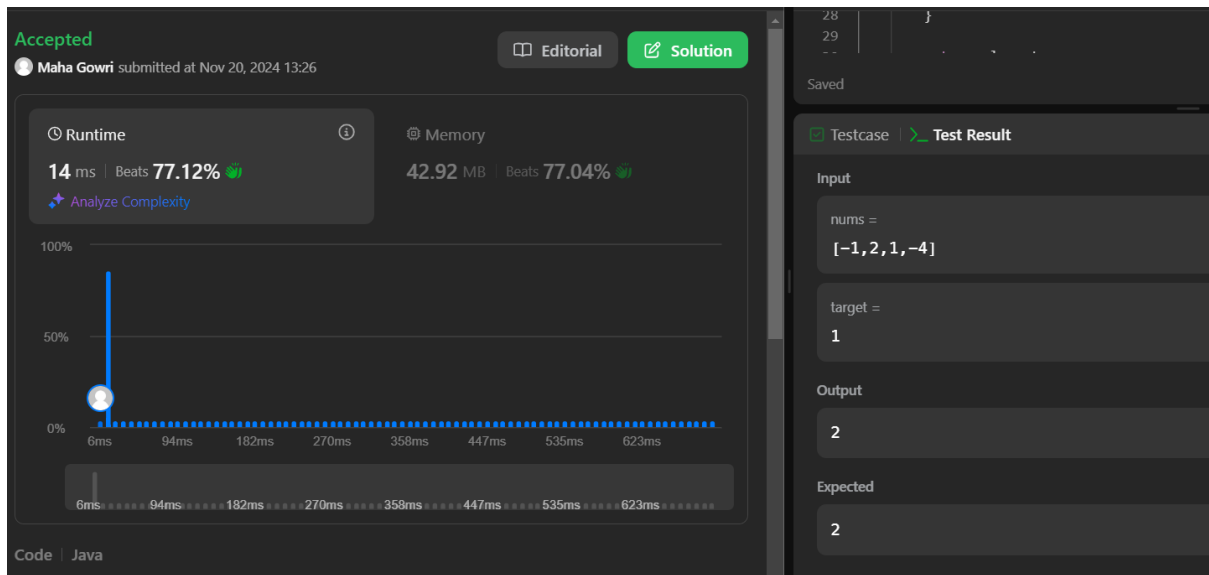 Accepted
Editorial
Solution
Maha Gowri submitted at Nov 20, 2024 13:26
Runtime
14 ms | Beats 77.12%
Analyze Complexity
Memory
42.92 MB | Beats 77.04%
100%
50%
0%
6ms 94ms 182ms 270ms 358ms 447ms 535ms 623ms
6ms 94ms 182ms 270ms 358ms 447ms 535ms 623ms
Code | Java
28 }
29
Saved
Testcase | >_ Test Result
Input
nums =
[-1,2,1,-4]
target =
1
Output
2
Expected
2